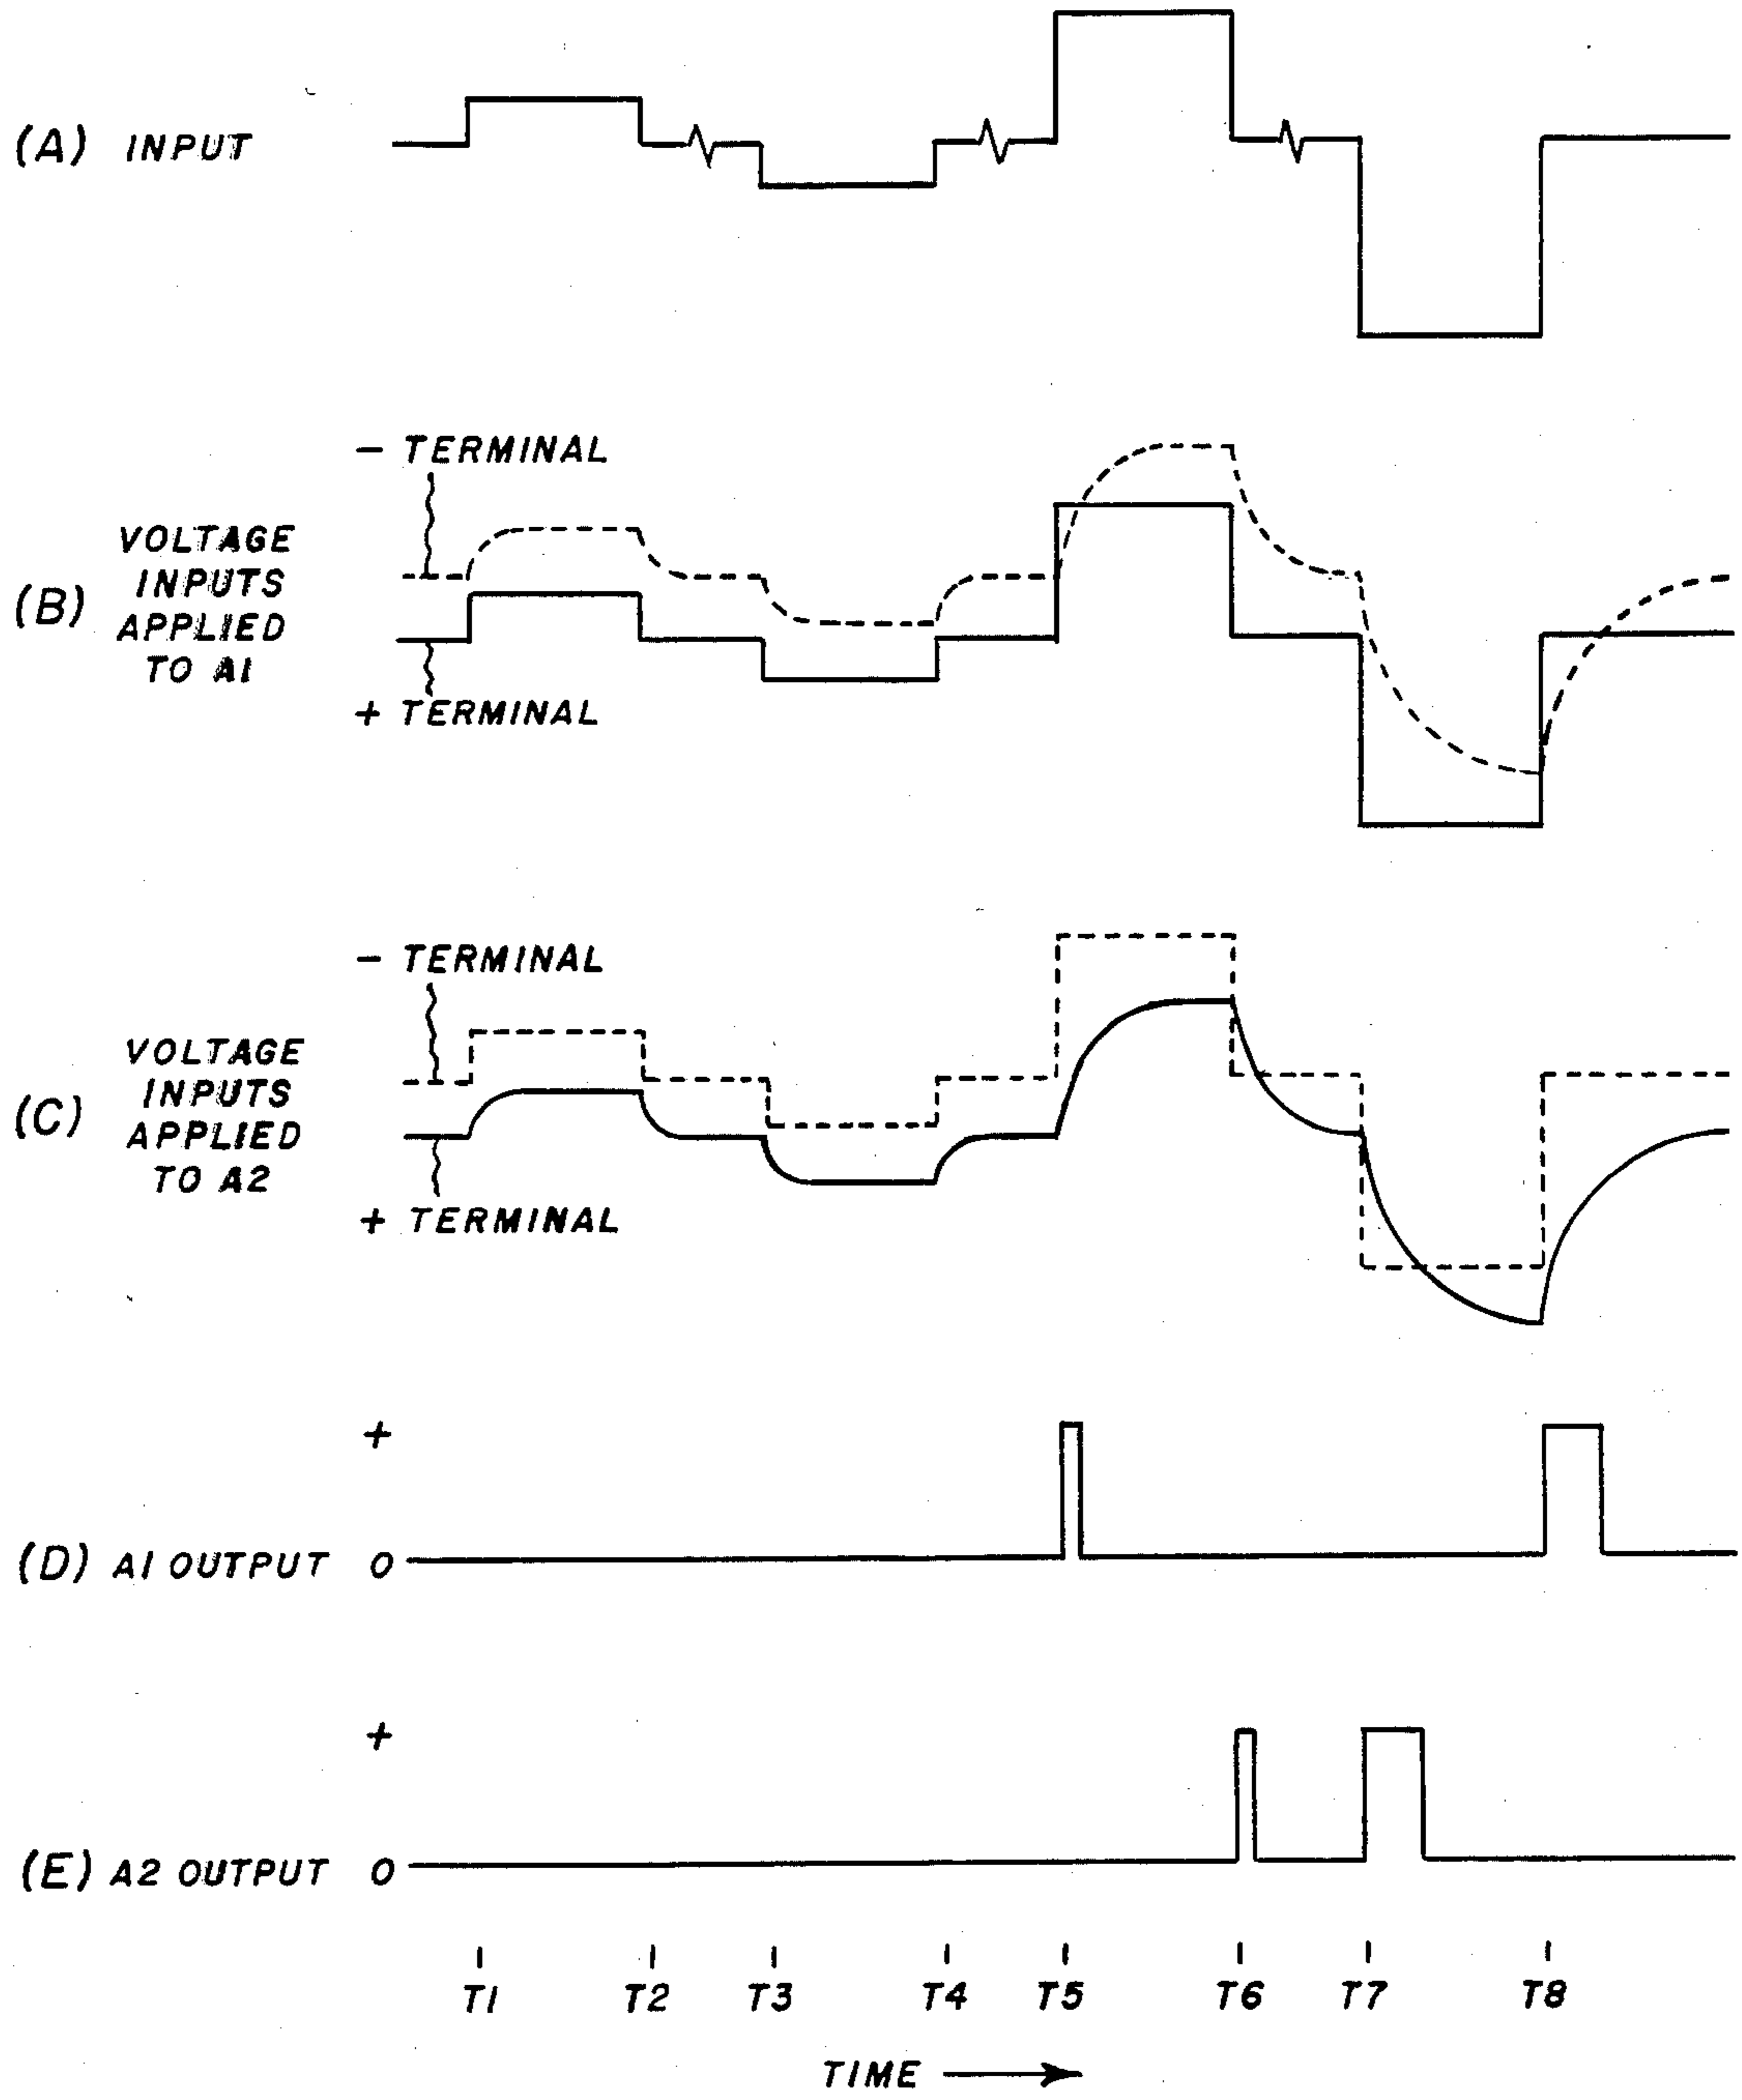 (A) INPUT
- TERMINAL
(B) VOLTAGE
INPUTS
APPLIED
TO A1
+ TERMINAL
- TERMINAL
(C) VOLTAGE
INPUTS
APPLIED
TO A2
+ TERMINAL
+
(D) A1 OUTPUT 0
+
(E) A2 OUTPUT 0
T1 T2 T3 T4 T5 T6 T7 T8
TIME